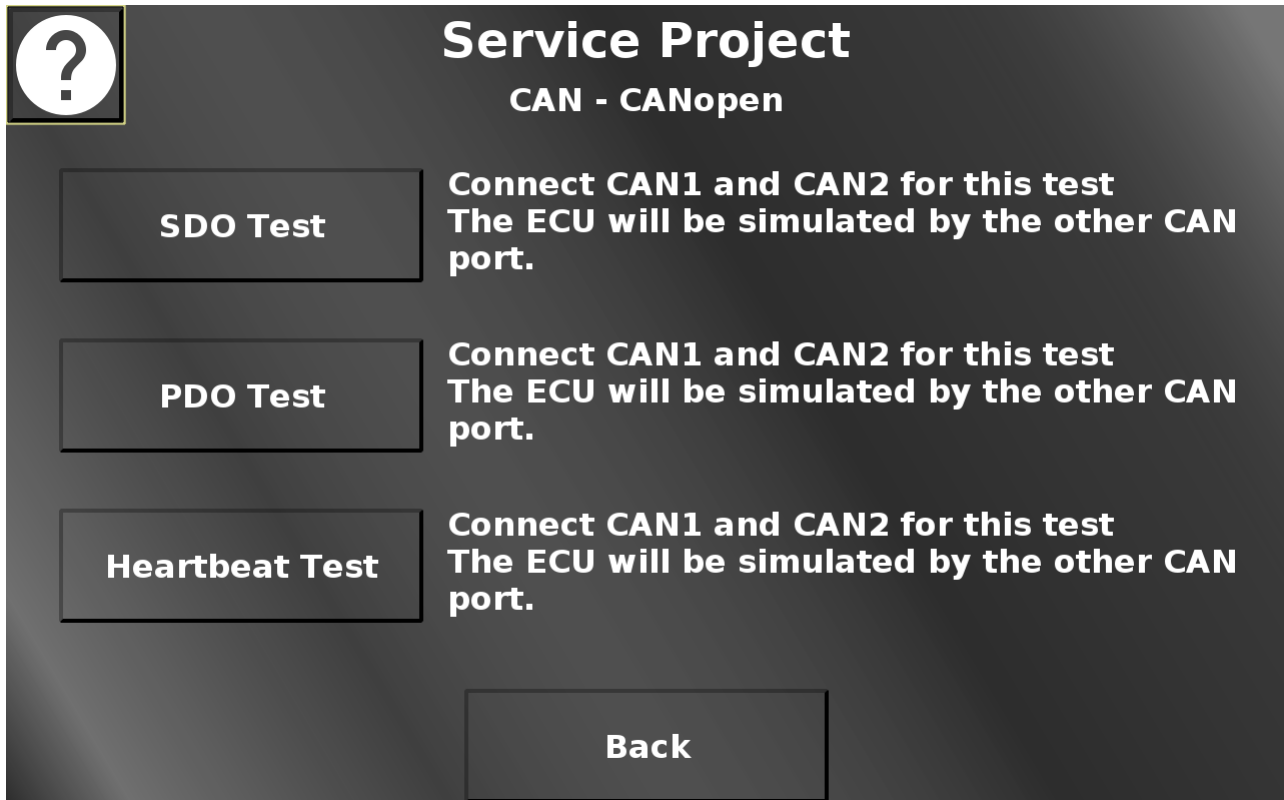 ?
Service Project
CAN - CANopen
SDO Test
Connect CAN1 and CAN2 for this test
The ECU will be simulated by the other CAN
port.
PDO Test
Connect CAN1 and CAN2 for this test
The ECU will be simulated by the other CAN
port.
Heartbeat Test
Connect CAN1 and CAN2 for this test
The ECU will be simulated by the other CAN
port.
Back